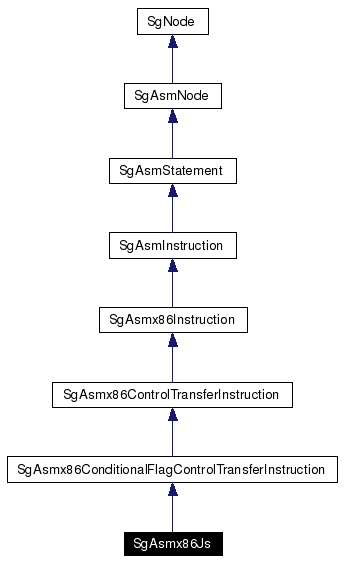 SgNode
SgAsmNode
SgAsmStatement
SgAsmInstruction
SgAsmx86Instruction
SgAsmx86ControlTransferInstruction
SgAsmx86ConditionalFlagControlTransferInstruction
SgAsmx86Js